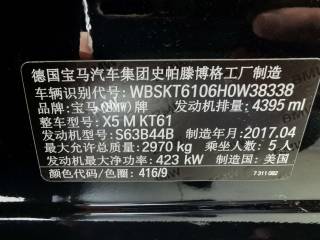 德国宝马汽车集团史帕滕博格工厂制造
车辆识别代号:WBSKT6106H0W38338
品牌:宝马(BMW)牌 发动机排量:4395 ml
整车型号:X5 M KT61
发动机型号:S63B44B 制造年月:2017.04
最大允许总质量:2970 kg 乘坐人数:5人
发动机最大净功率:423 kW 制造国:美国
颜色代码/色圈:416/9 7 311 092